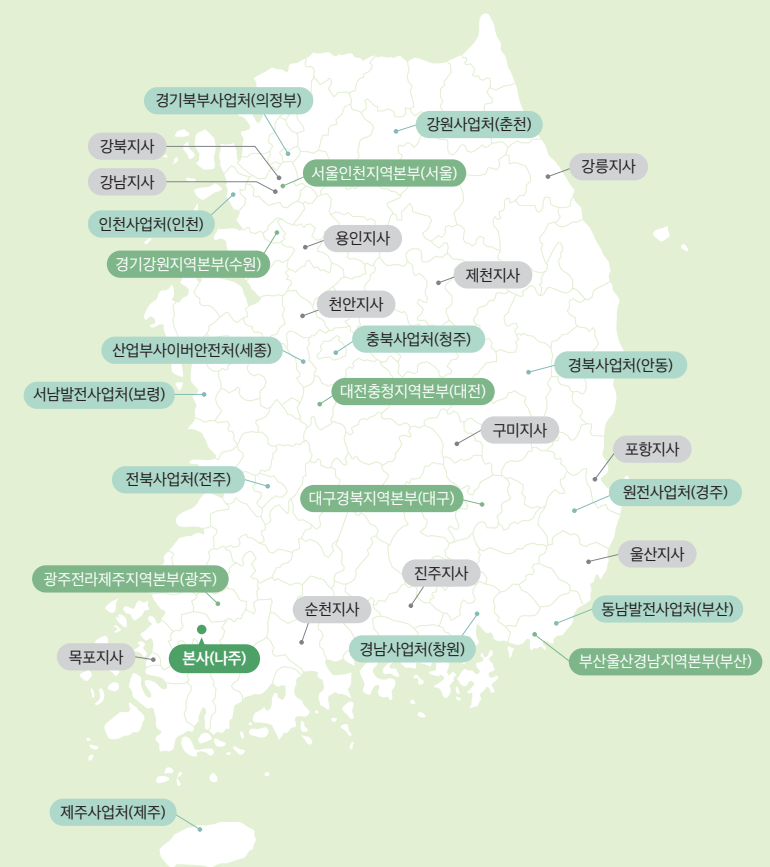 경기북부사업처(의정부)
강원사업처(춘천)
강북지사
서울인천지역본부(서울)
강릉지사
강남지사
인천사업처(인천)
용인지사
경기강원지역본부(수원)
제천지사
천안지사
충북사업처(청주)
산업부사이버안전처(세종)
경북사업처(안동)
서남발전사업처(보령)
대전충청지역본부(대전)
구미지사
포항지사
전북사업처(전주)
대구경북지역본부(대구)
원전사업처(경주)
울산지사
광주전라제주지역본부(광주)
진주지사
순천지사
동남발전사업처(부산)
경남사업처(창원)
목포지사
본사(나주)
부산울산경남지역본부(부산)
제주사업처(제주)